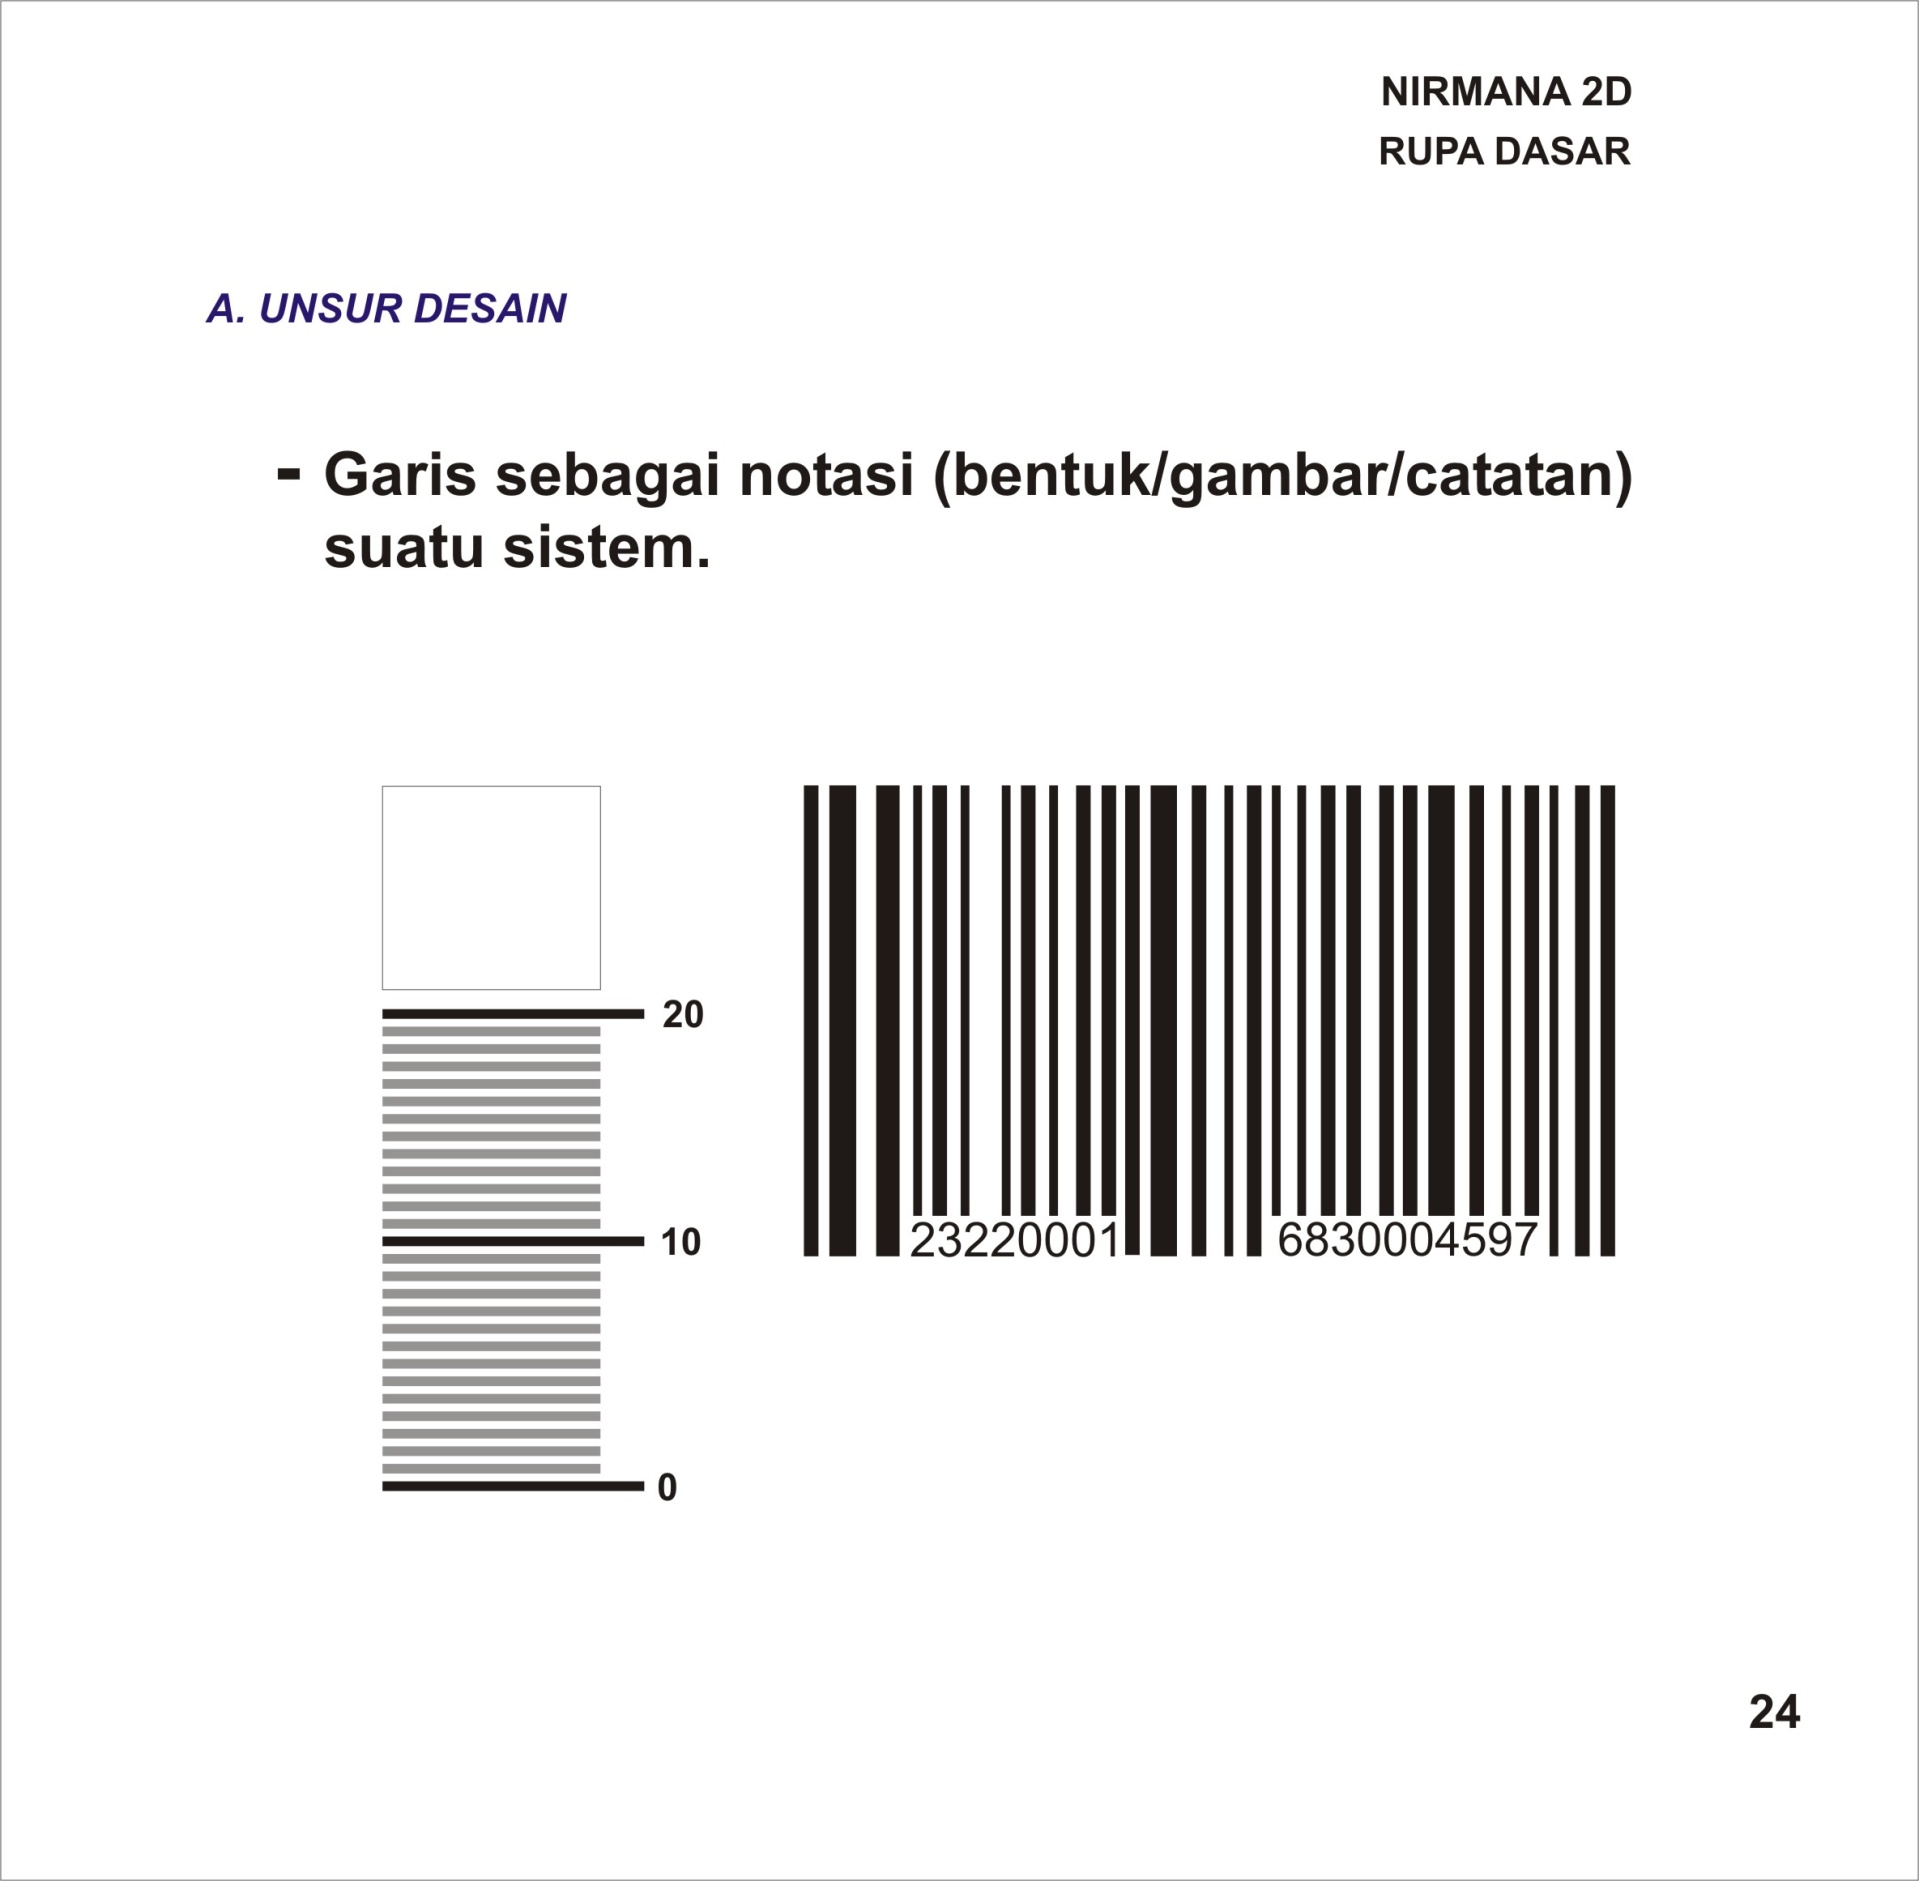 NIRMANA 2D
RUPA DASAR
A. UNSUR DESAIN
- Garis sebagai notasi (bentuk/gambar/catatan)
suatu sistem.
20
10
0
23220001 6830004597
24